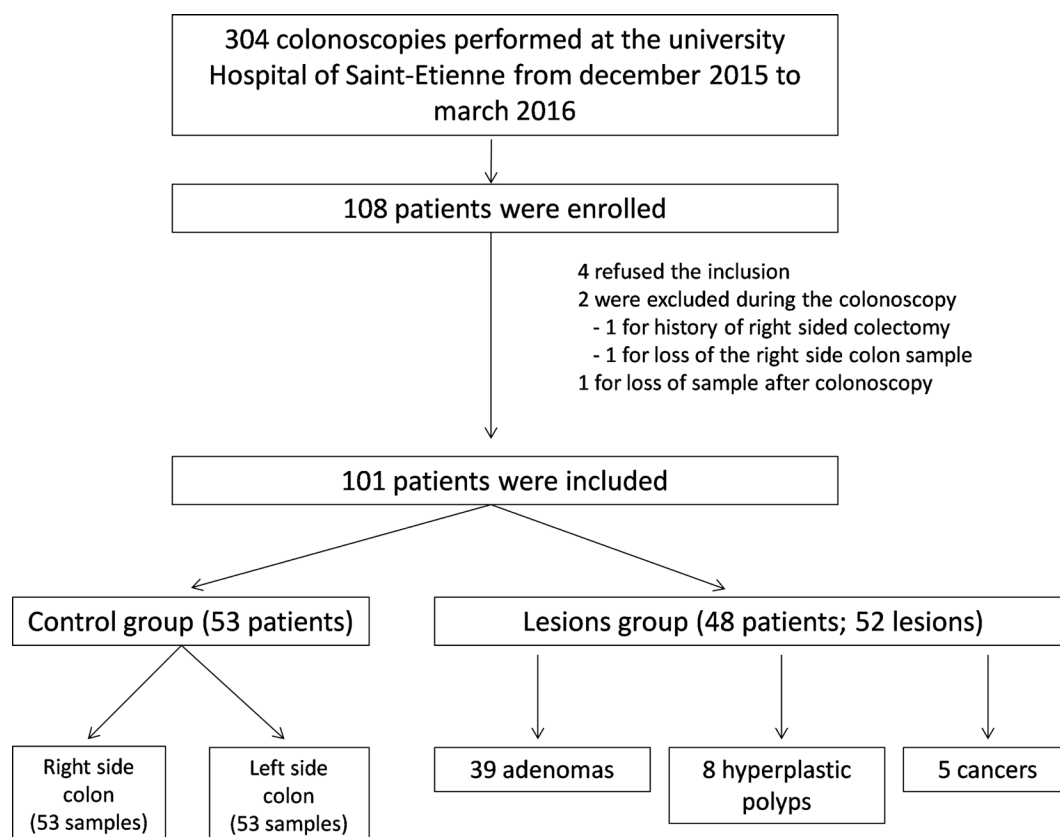 304 colonoscopies performed at the university
Hospital of Saint-Etienne from december 2015 to
march 2016
108 patients were enrolled
4 refused the inclusion
2 were excluded during the colonoscopy
- 1 for history of right sided colectomy
- 1 for loss of the right side colon sample
1 for loss of sample after colonoscopy
101 patients were included
Control group (53 patients)
Lesions group (48 patients; 52 lesions)
Right side
colon
(53 samples)
Left side
colon
(53 samples)
39 adenomas
8 hyperplastic
polyps
5 cancers